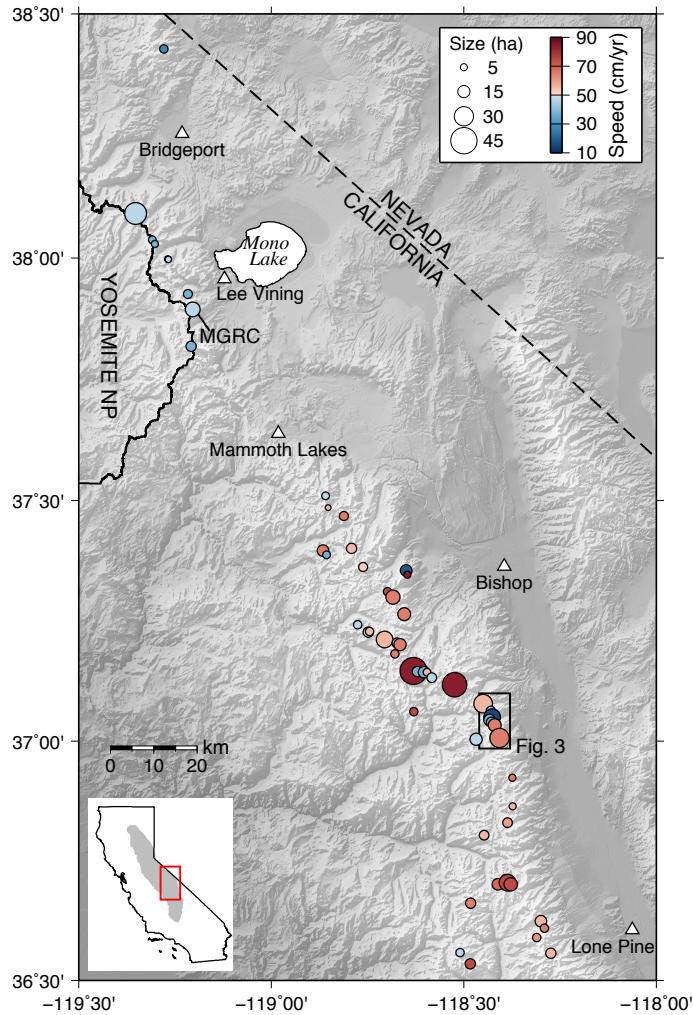 38°30'
Size (ha)
5
15
30
45
90
70
50
30
10
Speed (cm/yr)
Bridgeport
NEVADA
CALIFORNIA
Mono
Lake
38°00'
Lee Vining
YOSEMITE NP
MGRC
Mammoth Lakes
37°30'
Bishop
37°00'
km
0 10 20
Fig. 3
Lone Pine
36°30'
−119°30'
−119°00'
−118°30'
−118°00'